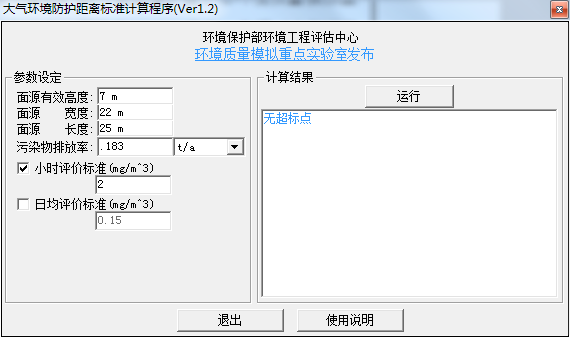 大气环境防护距离标准计算程序(Ver1.2)
环境保护部环境工程评估中心
环境质量模拟重点实验室发布
参数设定
面源有效高度: 7 m
面源 宽度: 22 m
面源 长度: 25 m
污染物排放率: .183 t/a
小时评价标准(mg/m^3)
2
日均评价标准(mg/m^3)
0.15
计算结果
运行
无超标点
退出
使用说明